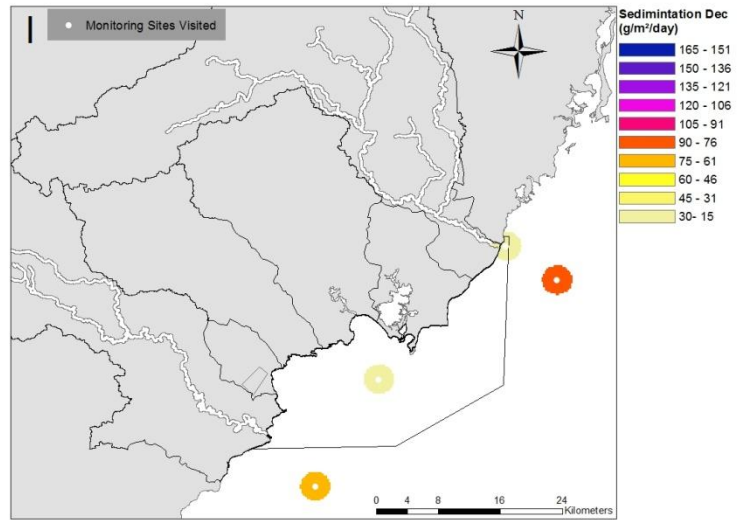 I
Monitoring Sites Visited
N
Sedimintation Dec
(g/m²/day)
165 - 151
150 - 136
135 - 121
120 - 106
105 - 91
90 - 76
75 - 61
60 - 46
45 - 31
30- 15
0 4 8 16 24
Kilometers